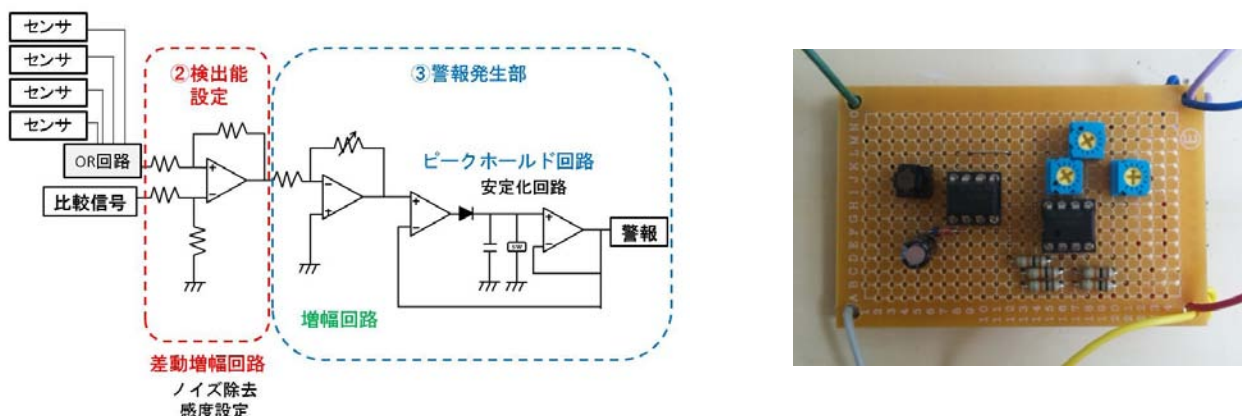 センサ
センサ
センサ
センサ
OR回路
比較信号
②検出能
設定
③警報発生部
ピークホールド回路
安定化回路
SW
警報
増幅回路
差動増幅回路
ノイズ除去
感度設定